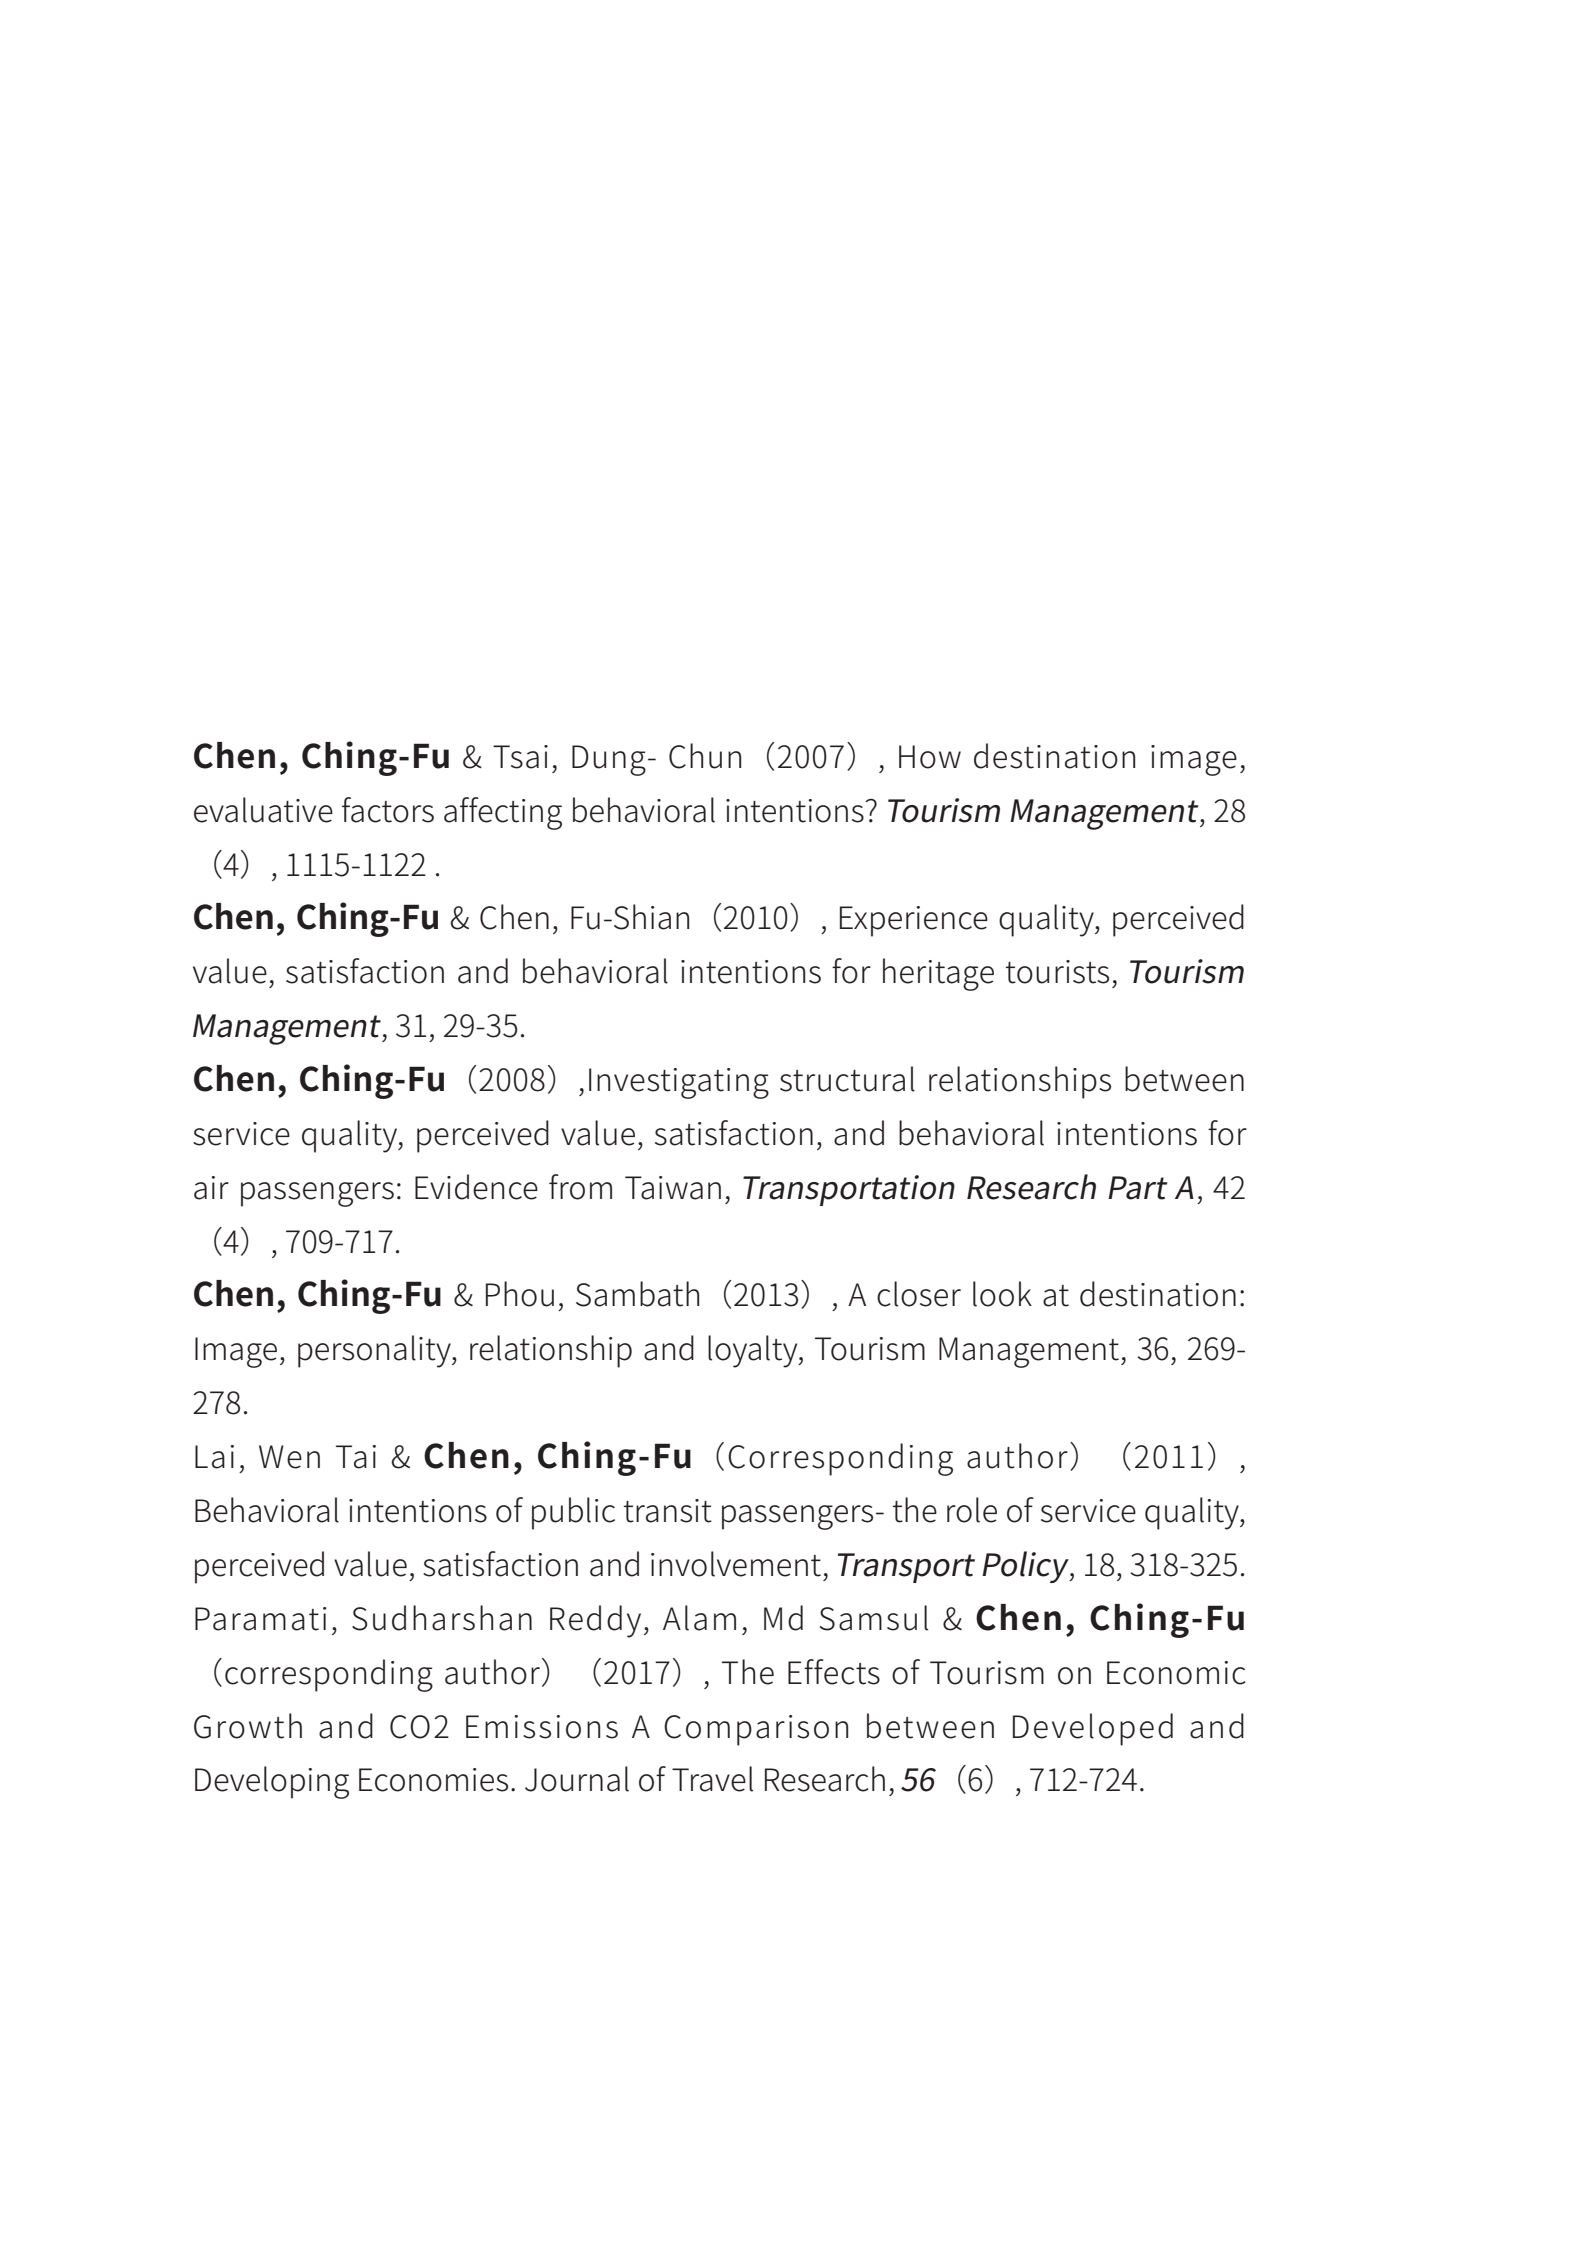 Chen, Ching-Fu & Tsai, Dung- Chun（2007）, How destination image,
evaluative factors affecting behavioral intentions? Tourism Management, 28
（4）, 1115-1122 .
Chen, Ching-Fu & Chen, Fu-Shian（2010）, Experience quality, perceived
value, satisfaction and behavioral intentions for heritage tourists, Tourism
Management, 31, 29-35.
Chen, Ching-Fu（2008）,Investigating structural relationships between
service quality, perceived value, satisfaction, and behavioral intentions for
air passengers: Evidence from Taiwan, Transportation Research Part A, 42
（4）, 709-717.
Chen, Ching-Fu & Phou, Sambath（2013）, A closer look at destination:
Image, personality, relationship and loyalty, Tourism Management, 36, 269-
278.
Lai, Wen Tai & Chen, Ching-Fu（Corresponding author）（2011）,
Behavioral intentions of public transit passengers- the role of service quality,
perceived value, satisfaction and involvement, Transport Policy, 18, 318-325.
Paramati, Sudharshan Reddy, Alam, Md Samsul & Chen, Ching-Fu
（corresponding author）（2017）, The Effects of Tourism on Economic
Growth and CO2 Emissions A Comparison between Developed and
Developing Economies. Journal of Travel Research, 56（6）, 712-724.